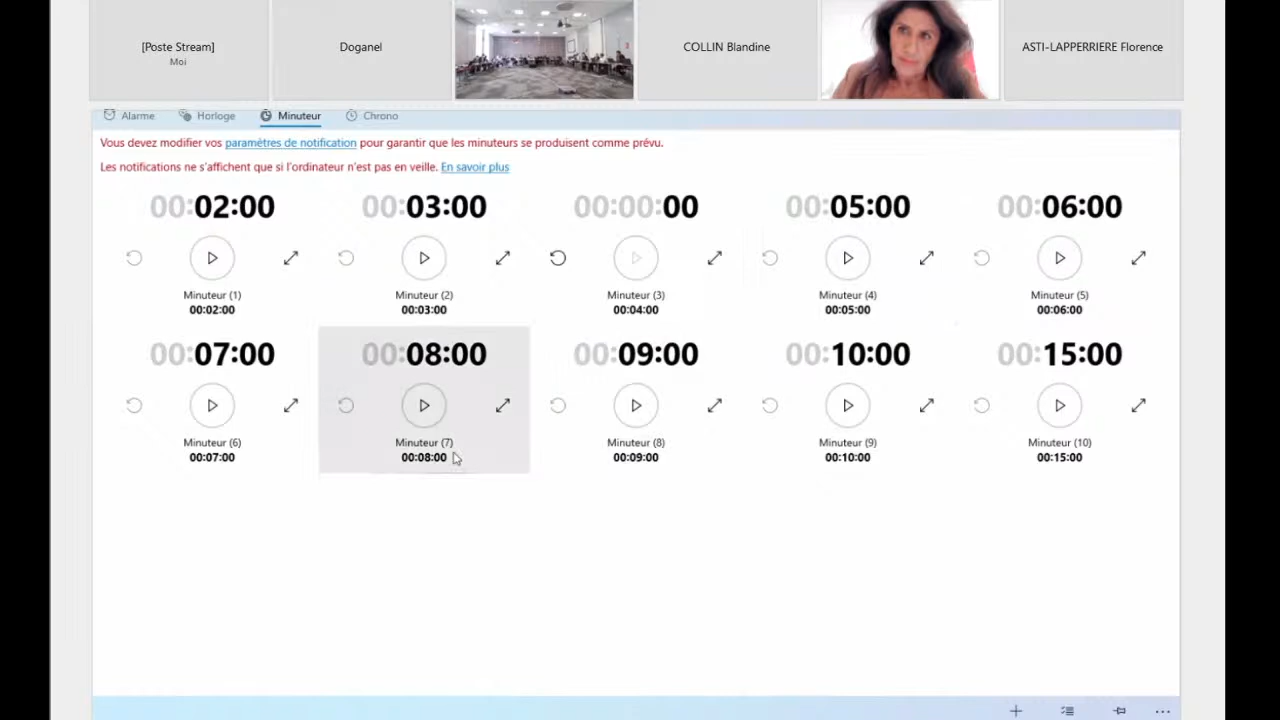 [Poste Stream]
Moi
Doganel
COLLIN Blandine
ASTI-LAPPERRIERE Florence
Alarme
Horloge
Minuteur
Chrono
Vous devez modifier vos paramètres de notification pour garantir que les minuteurs se produisent comme prévu.
Les notifications ne s'affichent que si l'ordinateur n'est pas en veille. En savoir plus
00:02:00
00:03:00
00:00:00
00:05:00
00:06:00
Minuteur (1)
00:02:00
Minuteur (2)
00:03:00
Minuteur (3)
00:04:00
Minuteur (4)
00:05:00
Minuteur (5)
00:06:00
00:07:00
00:08:00
00:09:00
00:10:00
00:15:00
Minuteur (6)
00:07:00
Minuteur (7)
00:08:00
Minuteur (8)
00:09:00
Minuteur (9)
00:10:00
Minuteur (10)
00:15:00